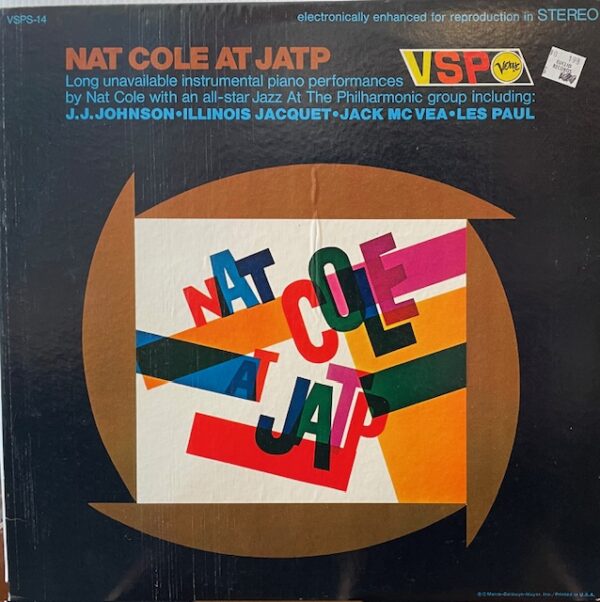 VSPS-14
electronically enhanced for reproduction in STEREO
NAT COLE AT JATP
VSP Verve
Long unavailable instrumental piano performances
by Nat Cole with an all-star Jazz At The Philharmonic group including:
J.J.JOHNSON•ILLINOIS JACQUET•JACK MC VEA•LES PAUL
NAT
COLE
AT
JATP